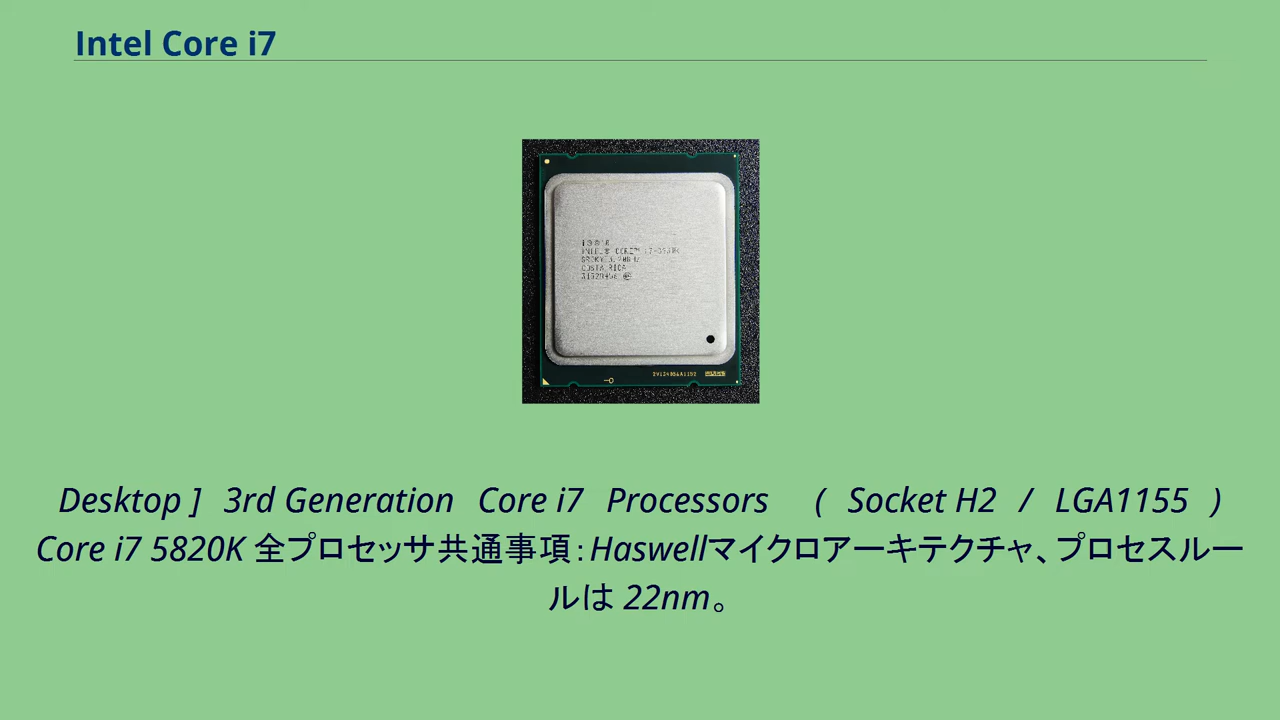 Intel Core i7
COSTA RICA
Desktop ] 3rd Generation Core i7 Processors ( Socket H2 / LGA1155 )
Core i7 5820K 全プロセッサ共通事項：Haswellマイクロアーキテクチャ、プロセスルー
ルは 22nm。